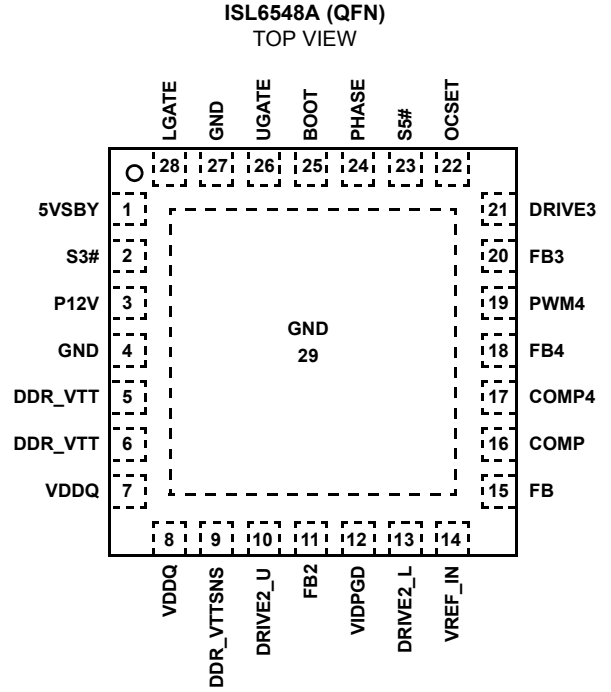 ISL6548A (QFN)
TOP VIEW
LGATE
GND
UGATE
BOOT
PHASE
S5#
OCSET
28 27 26 25 24 23 22
5VSBY 1
S3# 2
P12V 3
GND 4
DDR_VTT 5
DDR_VTT 6
VDDQ 7
GND
29
21 DRIVE3
20 FB3
19 PWM4
18 FB4
17 COMP4
16 COMP
15 FB
8 9 10 11 12 13 14
VDDQ
DDR_VTTSNS
DRIVE2_U
FB2
VIDPGD
DRIVE2_L
VREF_IN